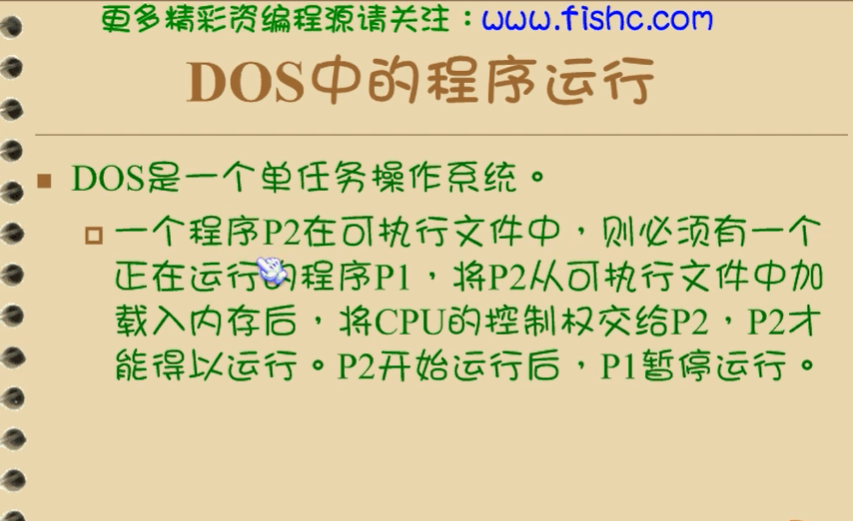 更多精彩资编程源请关注：www.fishc.com
DOS中的程序运行
DOS是一个单任务操作系统。
一个程序P2在可执行文件中，则必须有一个
正在运行的程序P1，将P2从可执行文件中加
载入内存后，将CPU的控制权交给P2，P2才
能得以运行。P2开始运行后，P1暂停运行。